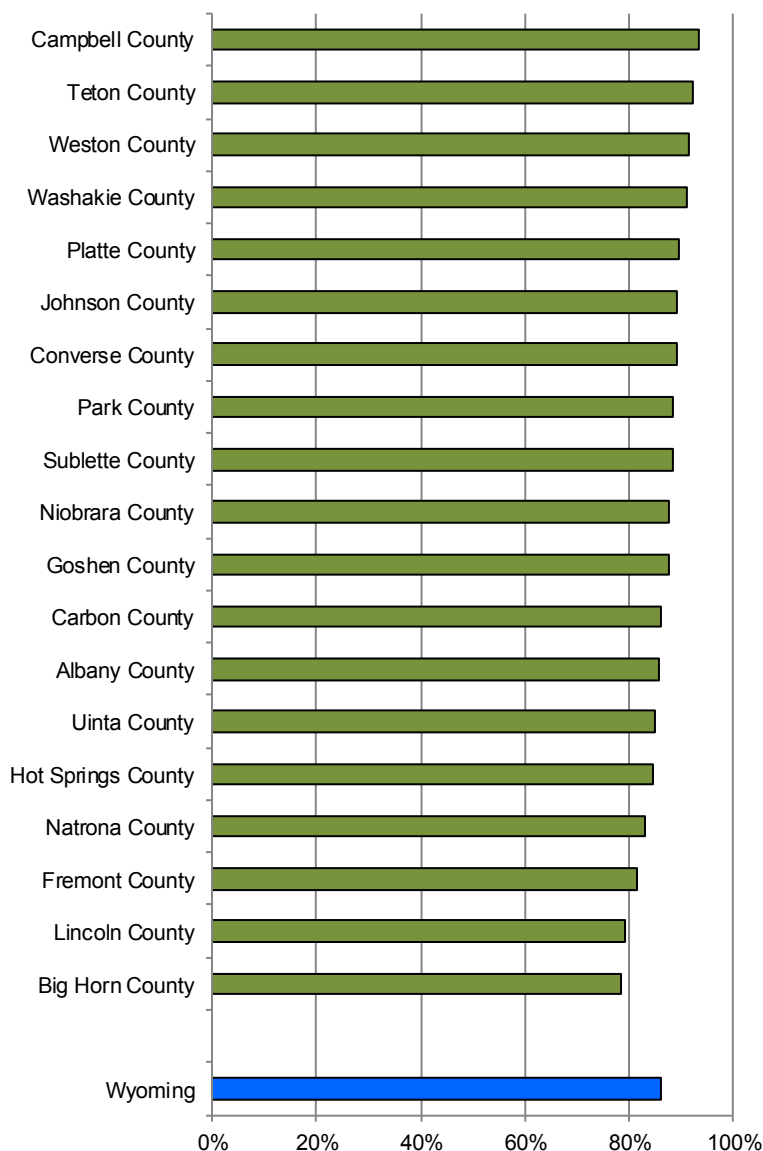 Campbell County
Teton County
Weston County
Washakie County
Platte County
Johnson County
Converse County
Park County
Sublette County
Niobrara County
Goshen County
Carbon County
Albany County
Uinta County
Hot Springs County
Natrona County
Fremont County
Lincoln County
Big Horn County
Wyoming
0% 20% 40% 60% 80% 100%